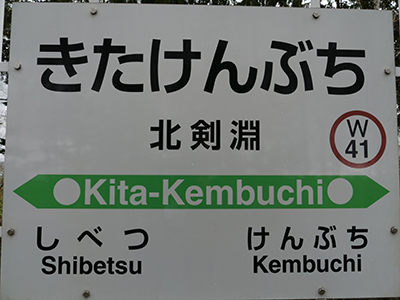 きたけんぶち
北剣淵
W
41
Kita-Kembuchi
しべつ
Shibetsu
けんぶち
Kembuchi